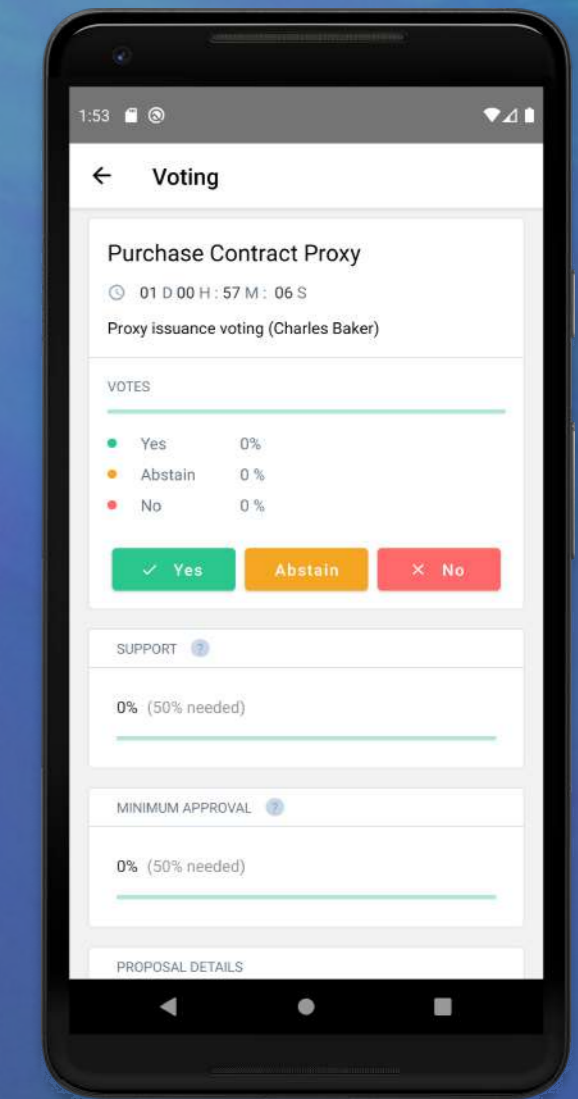 1:53
Voting
Purchase Contract Proxy
01 D 00 H : 57 M : 06 S
Proxy issuance voting (Charles Baker)
VOTES
Yes 0%
Abstain 0 %
No 0 %
Yes Abstain No
SUPPORT ?
0% (50% needed)
MINIMUM APPROVAL ?
0% (50% needed)
PROPOSAL DETAILS